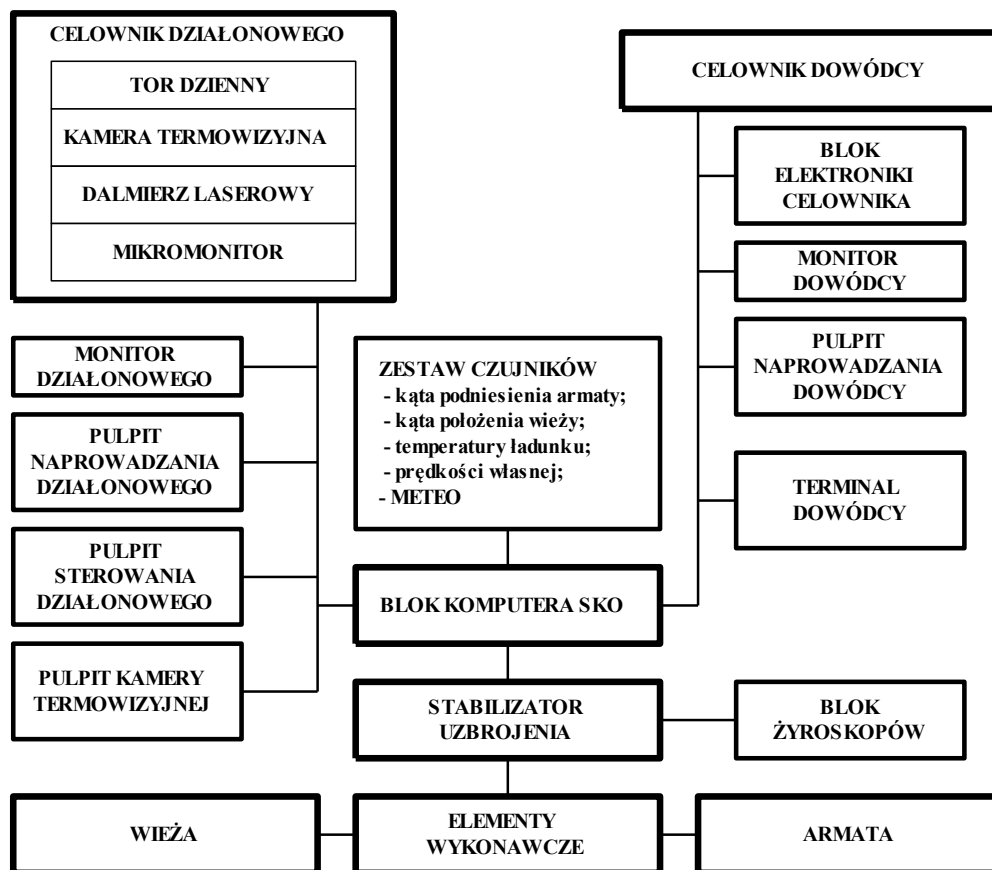 CELOWNIK DZIAŁONOWEGO
TOR DZIENNY
KAMERA TERMOWIZYJNA
DALMIERZ LASEROWY
MIKROMONITOR
CELOWNIK DOWÓDCY
BLOK
ELEKTRONIKI
CELOWNIKA
MONITOR
DOWÓDCY
PULPIT
NAPROWADZANIA
DOWÓDCY
TERMINAL
DOWÓDCY
MONITOR
DZIAŁONOWEGO
PULPIT
NAPROWADZANIA
DZIAŁONOWEGO
PULPIT
STEROWANIA
DZIAŁONOWEGO
PULPIT KAMERY
TERMOWIZYJNEJ
ZESTAW CZUJNIKÓW
- kąta podniesienia armaty;
- kąta położenia wieży;
- temperatury ładunku;
- prędkości własnej;
- METEO
BLOK KOMPUTERA SKO
STABILIZATOR
UZBROJENIA
BLOK
ŻYROSKOPÓW
WIEŻA
ELEMENTY
WYKONAWCZE
ARMATA